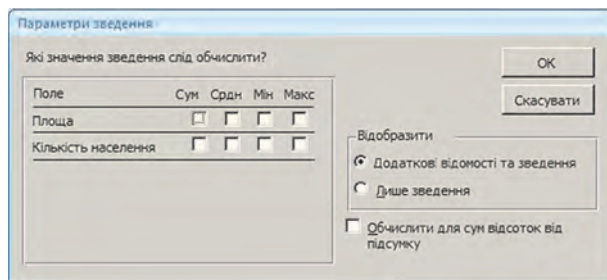 Параметри зведення
Які значення зведення слід обчислити?
ОК
Скасувати
Поле Сум Срдн Мін Макс
Площа
Кількість населення
Відобразити
Додаткові відомості та зведення
Лише зведення
Обчислити для сум відсоток від
підсумку